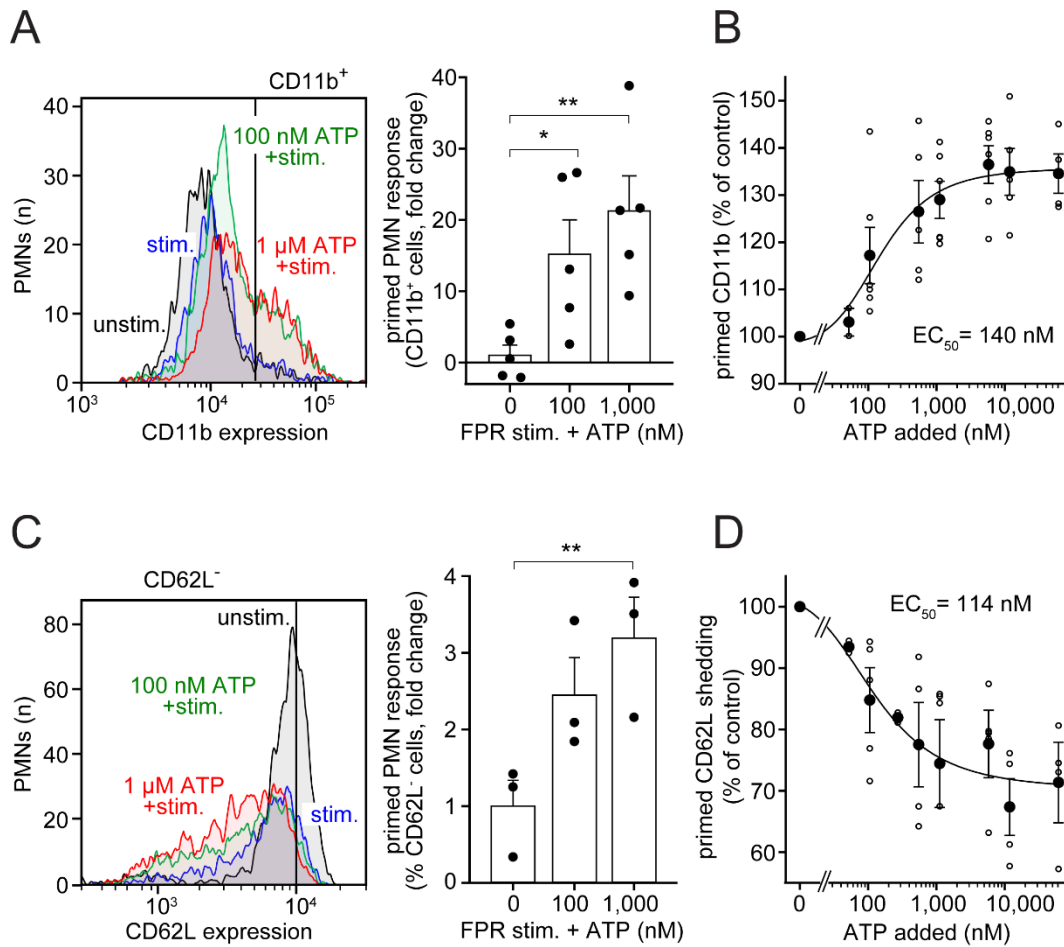 A
CD11b+
PMNs (n)
40
30
20
10
0
100 nM ATP
+stim.
stim.
1 µM ATP
+stim.
unstim.
10³
10⁴
10⁵
CD11b expression
primed PMN response
(CD11b+ cells, fold change)
40
30
20
10
0
**
*
0
100
1,000
FPR stim. + ATP (nM)
B
primed CD11b (% of control)
150
140
130
120
110
100
90
EC50= 140 nM
0
100
1,000
10,000
ATP added (nM)
C
CD62L-
PMNs (n)
80
60
40
20
0
unstim.
100 nM ATP
+stim.
1 µM ATP
+stim.
stim.
10³
10⁴
CD62L expression
primed PMN response
(% CD62L- cells, fold change)
4
3
2
1
0
**
0
100
1,000
FPR stim. + ATP (nM)
D
primed CD62L shedding
(% of control)
100
90
80
70
60
EC50= 114 nM
0
100
1,000
10,000
ATP added (nM)